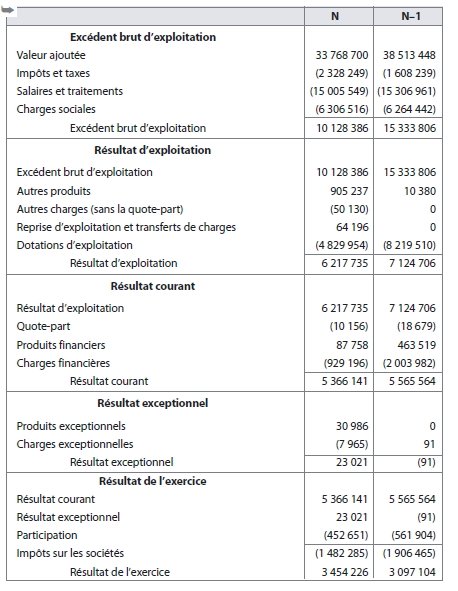 N N–1
Excédent brut d'exploitation
Valeur ajoutée 33 768 700 38 513 448
Impôts et taxes (2 328 249) (1 608 239)
Salaires et traitements (15 005 549) (15 306 961)
Charges sociales (6 306 516) (6 264 442)
Excédent brut d'exploitation 10 128 386 15 333 806
Résultat d'exploitation
Excédent brut d'exploitation 10 128 386 15 333 806
Autres produits 905 237 10 380
Autres charges (sans la quote-part) (50 130) 0
Reprise d'exploitation et transferts de charges 64 196 0
Dotations d'exploitation (4 829 954) (8 219 510)
Résultat d'exploitation 6 217 735 7 124 706
Résultat courant
Résultat d'exploitation 6 217 735 7 124 706
Quote-part (10 156) (18 679)
Produits financiers 87 758 463 519
Charges financières (929 196) (2 003 982)
Résultat courant 5 366 141 5 565 564
Résultat exceptionnel
Produits exceptionnels 30 986 0
Charges exceptionnelles (7 965) 91
Résultat exceptionnel 23 021 (91)
Résultat de l'exercice
Résultat courant 5 366 141 5 565 564
Résultat exceptionnel 23 021 (91)
Participation (452 651) (561 904)
Impôts sur les sociétés (1 482 285) (1 906 465)
Résultat de l'exercice 3 454 226 3 097 104